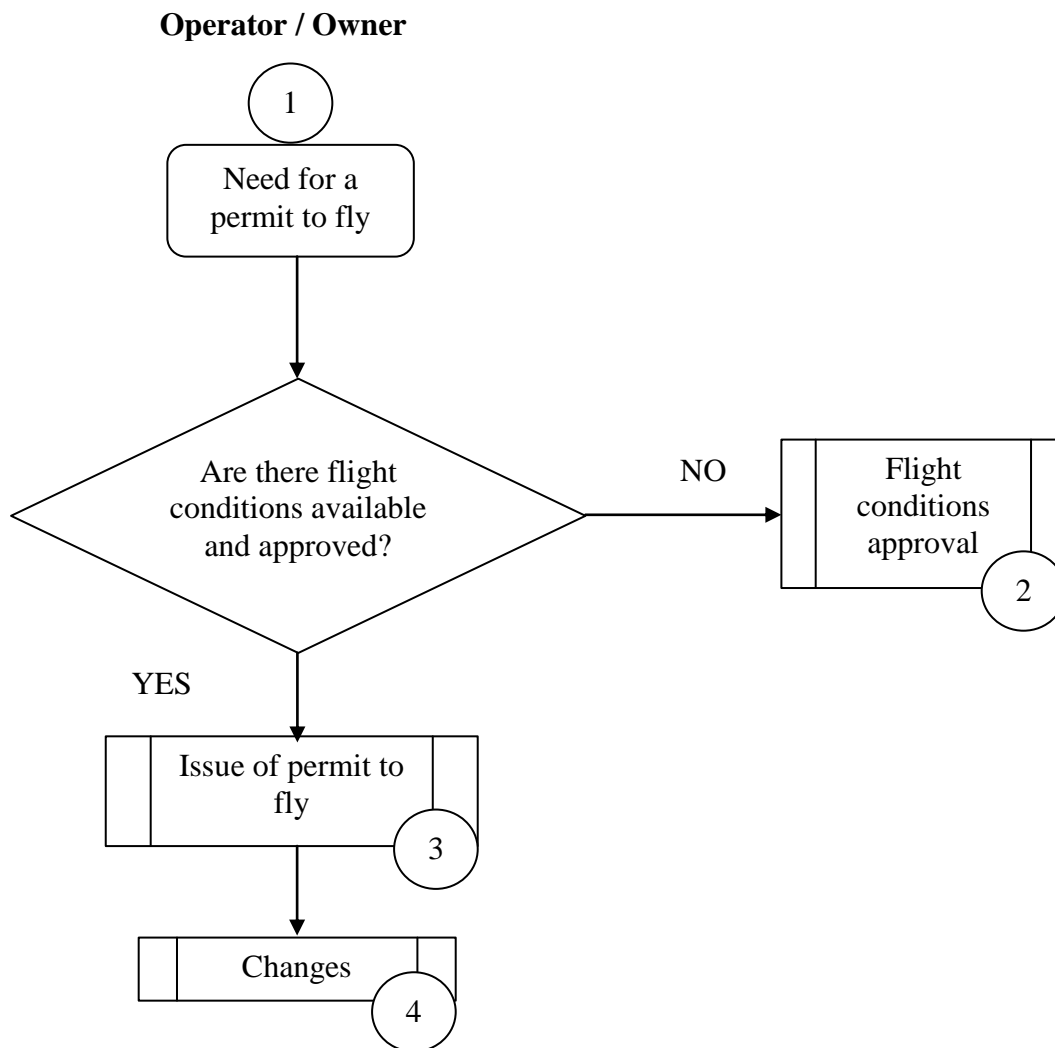 Operator / Owner
1
Need for a
permit to fly
Are there flight
conditions available
and approved?
NO
Flight
conditions
approval
2
YES
Issue of permit to
fly
3
Changes
4